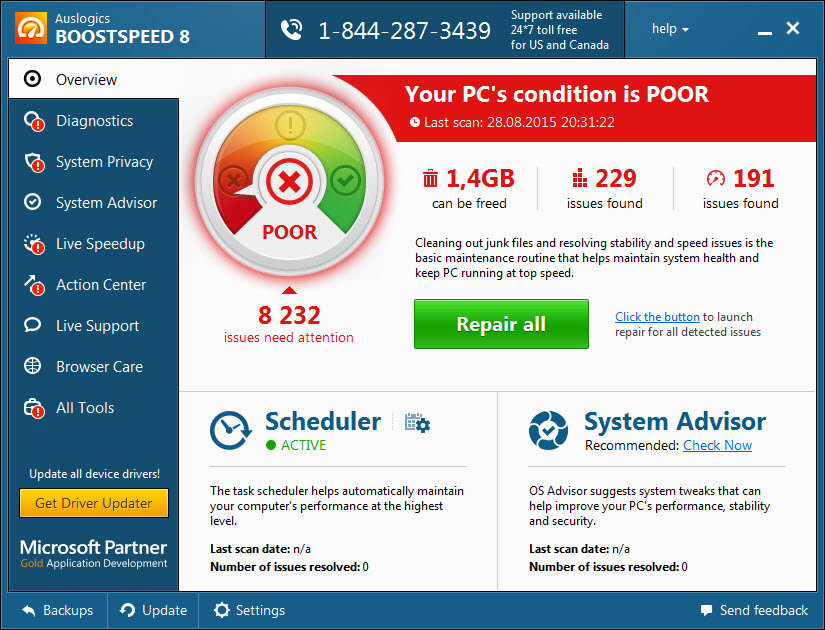 Auslogics
BOOSTSPEED 8
1-844-287-3439
Support available
24*7 toll free
for US and Canada
help
Overview
Diagnostics
System Privacy
System Advisor
Live Speedup
Action Center
Live Support
Browser Care
All Tools
Update all device drivers!
Get Driver Updater
Microsoft Partner
Gold Application Development
POOR
8 232
issues need attention
Your PC's condition is POOR
Last scan: 28.08.2015 20:31:22
1,4GB
can be freed
229
issues found
191
issues found
Cleaning out junk files and resolving stability and speed issues is the
basic maintenance routine that helps maintain system health and
keep PC running at top speed.
Repair all
Click the button to launch
repair for all detected issues
Scheduler
ACTIVE
The task scheduler helps automatically maintain
your computer's performance at the highest
level.
Last scan date: n/a
Number of issues resolved: 0
System Advisor
Recommended: Check Now
OS Advisor suggests system tweaks that can
help improve your PC's performance, stability
and security.
Last scan date: n/a
Number of issues resolved: 0
Backups
Update
Settings
Send feedback